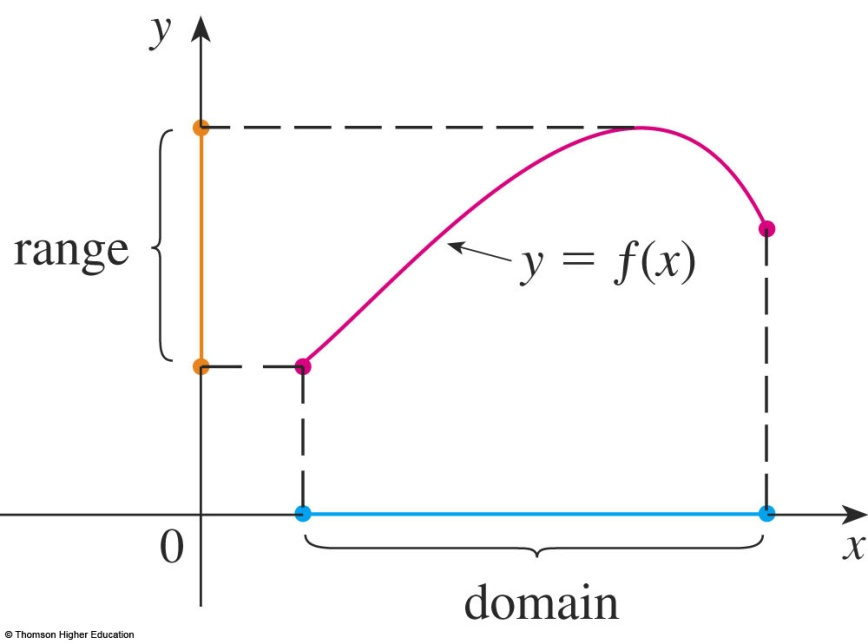 y
range
y = f(x)
0
x
domain
© Thomson Higher Education